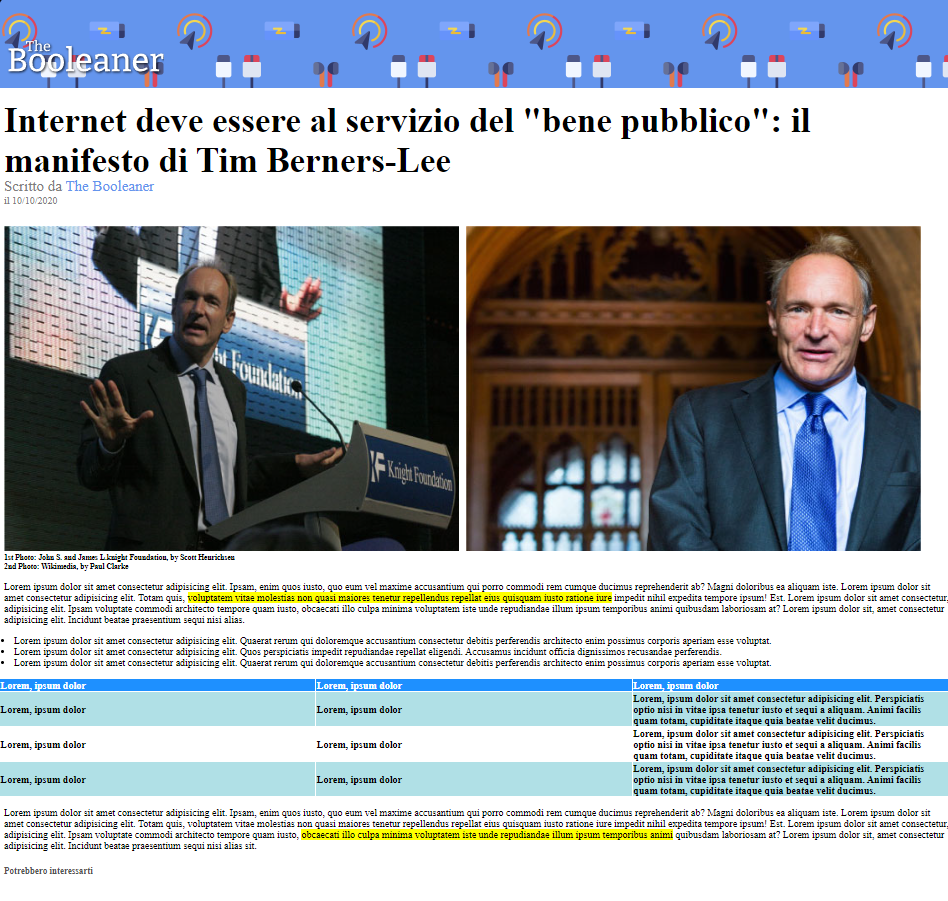 The
Booleaner
Internet deve essere al servizio del "bene pubblico": il
manifesto di Tim Berners-Lee
Scritto da The Booleaner
il 10/10/2020
Knight Foundation
Knight Foundation
1st Photo: John S. and James L.knight Foundation, by Scott Henrichsen
2nd Photo: Wikimedia, by Paul Clarke
Lorem ipsum dolor sit amet consectetur adipisicing elit. Ipsam, enim quos iusto, quo eum vel maxime accusantium qui porro commodi rem cumque ducimus reprehenderit ab? Magni doloribus ea aliquam iste. Lorem ipsum dolor sit
amet consectetur adipisicing elit. Totam quis, voluptatem vitae molestias non quasi maiores tenetur repellendus repellat eius quisquam iusto ratione iure impedit nihil expedita tempore ipsum! Est. Lorem ipsum dolor sit amet consectetur,
adipisicing elit. Ipsam voluptate commodi architecto tempore quam iusto, obcaecati illo culpa minima voluptatem iste unde repudiandae illum ipsum temporibus animi quibusdam laboriosam at? Lorem ipsum dolor sit, amet consectetur
adipisicing elit. Incidunt beatae praesentium sequi nisi alias.
• Lorem ipsum dolor sit amet consectetur adipisicing elit. Quaerat rerum qui doloremque accusantium consectetur debitis perferendis architecto enim possimus corporis aperiam esse voluptat.
• Lorem ipsum dolor sit amet consectetur adipisicing elit. Quos perspiciatis impedit repudiandae repellat eligendi. Accusamus incidunt officia dignissimos recusandae perferendis.
• Lorem ipsum dolor sit amet consectetur adipisicing elit. Quaerat rerum qui doloremque accusantium consectetur debitis perferendis architecto enim possimus corporis aperiam esse voluptat.
Lorem, ipsum dolor Lorem, ipsum dolor Lorem, ipsum dolor
Lorem, ipsum dolor Lorem, ipsum dolor
Lorem, ipsum dolor sit amet consectetur adipisicing elit. Perspiciatis
optio nisi in vitae ipsa tenetur iusto et sequi a aliquam. Animi facilis
quam totam, cupiditate itaque quia beatae velit ducimus.
Lorem, ipsum dolor Lorem, ipsum dolor
Lorem, ipsum dolor sit amet consectetur adipisicing elit. Perspiciatis
optio nisi in vitae ipsa tenetur iusto et sequi a aliquam. Animi facilis
quam totam, cupiditate itaque quia beatae velit ducimus.
Lorem, ipsum dolor Lorem, ipsum dolor
Lorem, ipsum dolor sit amet consectetur adipisicing elit. Perspiciatis
optio nisi in vitae ipsa tenetur iusto et sequi a aliquam. Animi facilis
quam totam, cupiditate itaque quia beatae velit ducimus.
Lorem ipsum dolor sit amet consectetur adipisicing elit. Ipsam, enim quos iusto, quo eum vel maxime accusantium qui porro commodi rem cumque ducimus reprehenderit ab? Magni doloribus ea aliquam iste. Lorem ipsum dolor sit
amet consectetur adipisicing elit. Totam quis, voluptatem vitae molestias non quasi maiores tenetur repellendus repellat eius quisquam iusto ratione iure impedit nihil expedita tempore ipsum! Est. Lorem ipsum dolor sit amet consectetur,
adipisicing elit. Ipsam voluptate commodi architecto tempore quam iusto, obcaecati illo culpa minima voluptatem iste unde repudiandae illum ipsum temporibus animi quibusdam laboriosam at? Lorem ipsum dolor sit, amet consectetur
adipisicing elit. Incidunt beatae praesentium sequi nisi alias sit.
Potrebbero interessarti